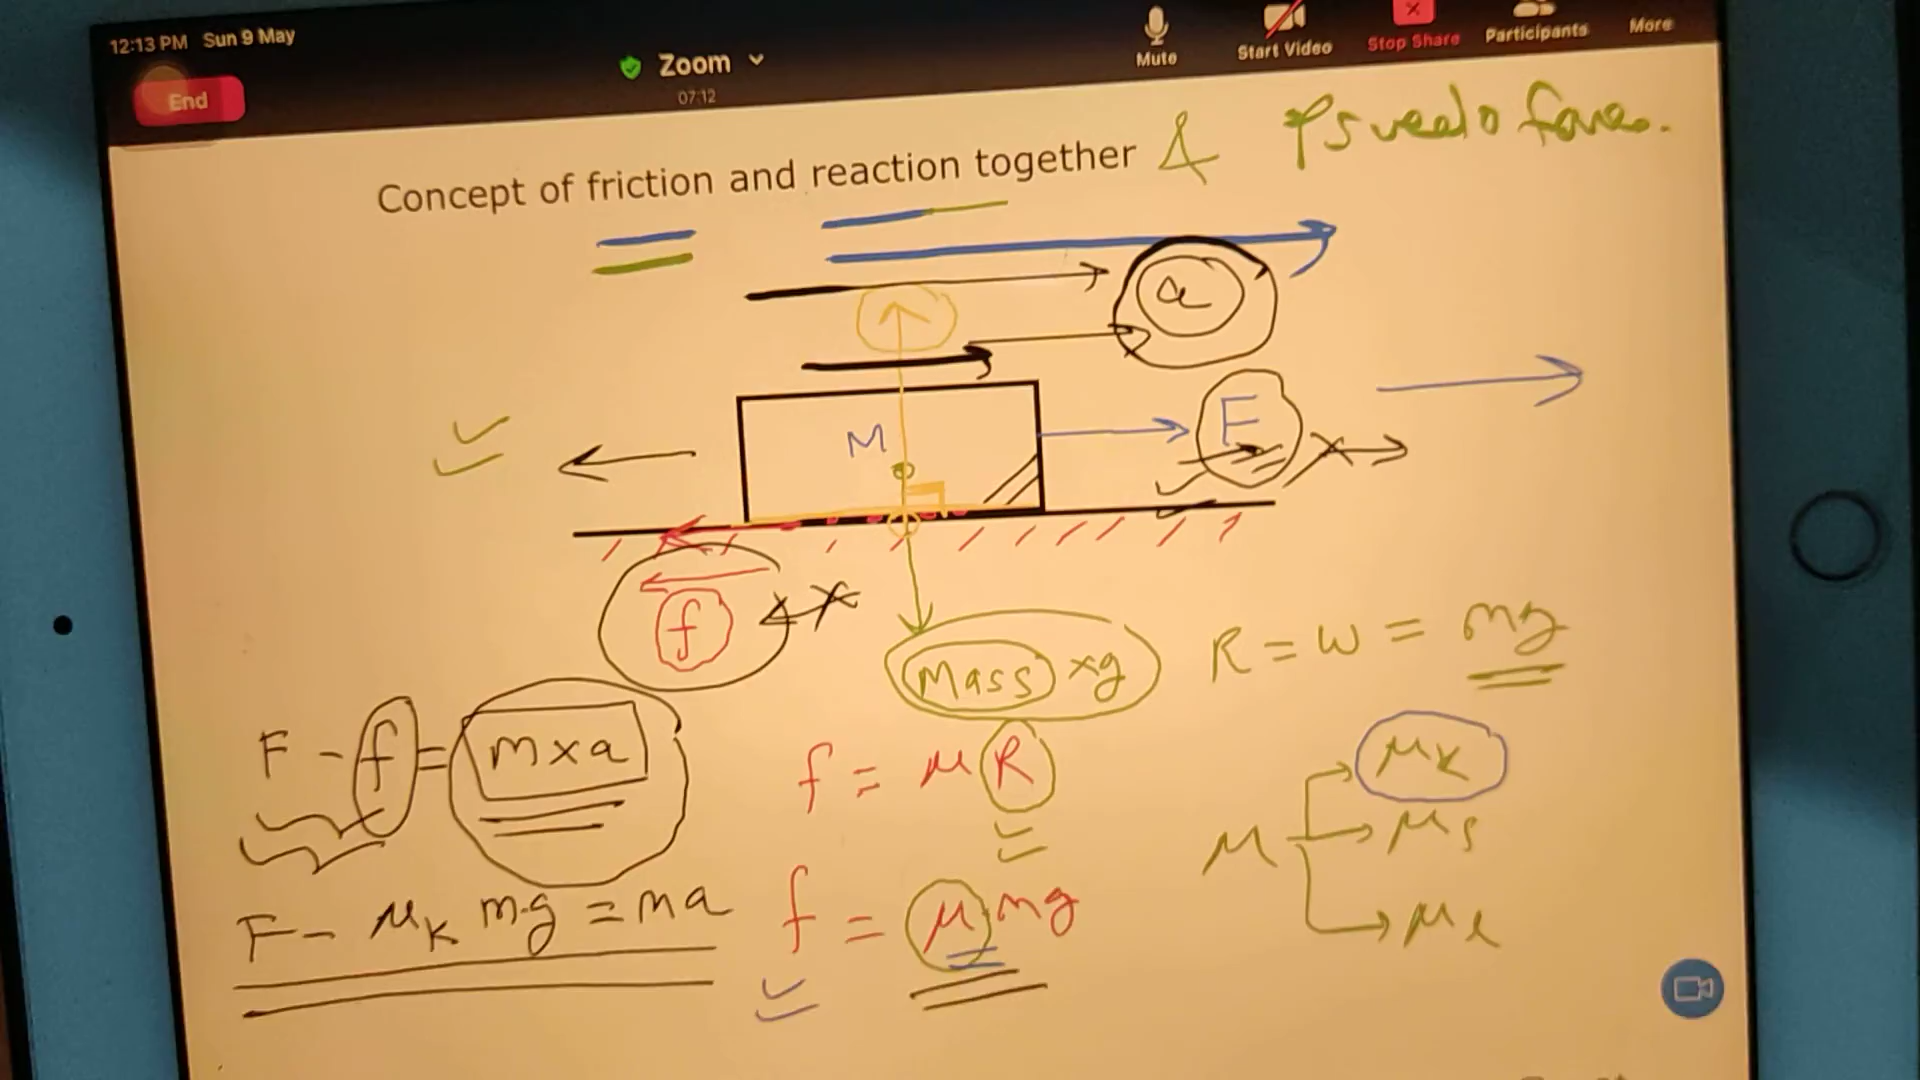 12:13 PM Sun 9 May
Zoom
Mute
Start Video
Stop Share
Participants
More
End
07:12
Concept of friction and reaction together & Pseudo force.
a
M
F
f
Mass xg
R = W = mg
F - f = m x a
f = μ R
μK
μ
μs
F - μK mg = ma
f = μ mg
μ